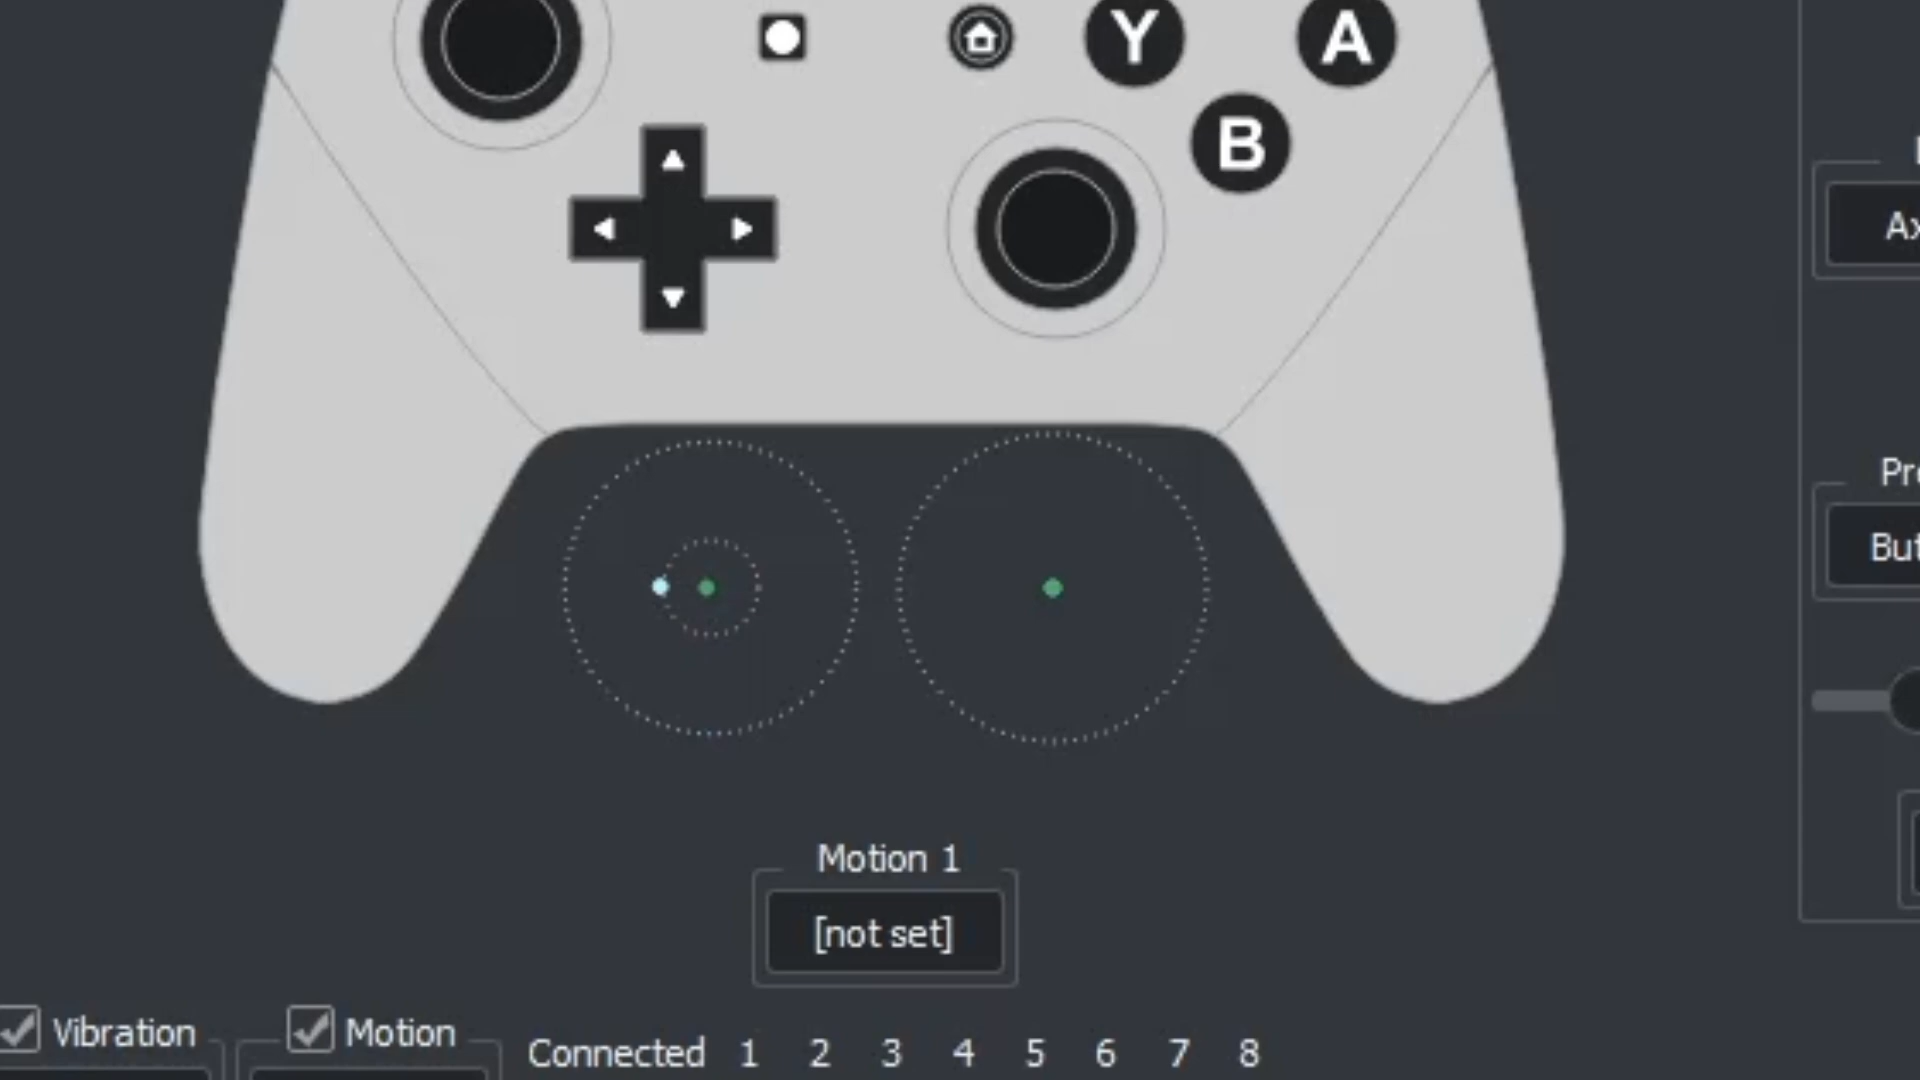 Y
A
B
Motion 1
[not set]
Vibration
Motion
Connected 1 2 3 4 5 6 7 8